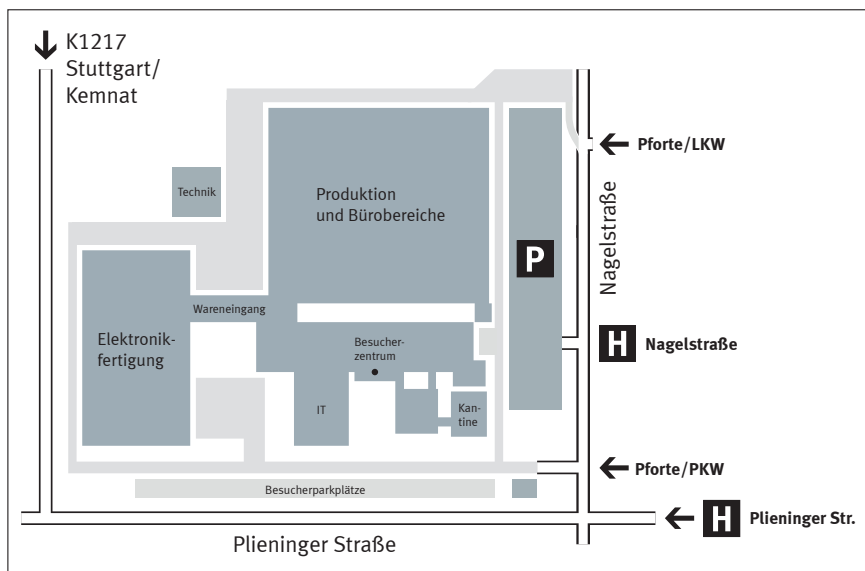 K1217
Stuttgart/
Kemnat
Pforte/LKW
Technik
Produktion
und Bürobereiche
Nagelstraße
P
Wareneingang
Elektronik-
fertigung
Besucher-
zentrum
H Nagelstraße
IT
Kan-
tine
Pforte/PKW
Besucherparkplätze
H Plieninger Str.
Plieninger Straße